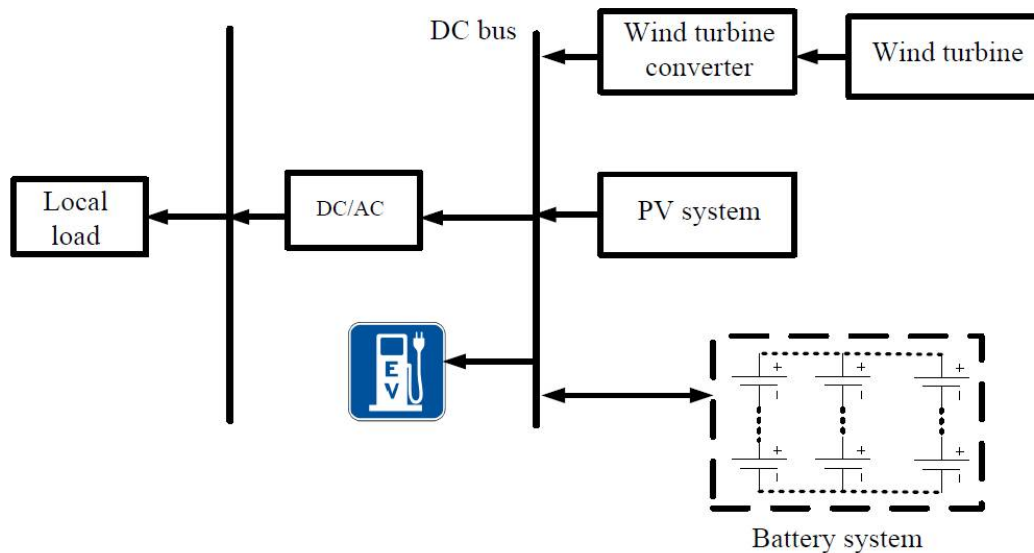 DC bus
Wind turbine
converter
Wind turbine
Local
load
DC/AC
PV system
E
V
+
+
+
+
+
+
Battery system